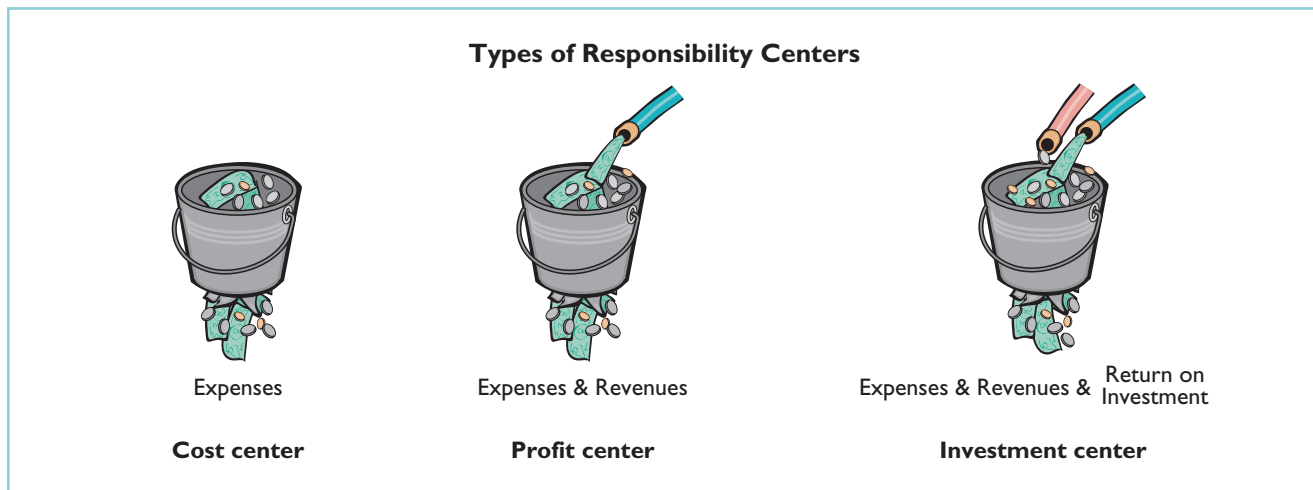 Types of Responsibility Centers
Expenses
Expenses & Revenues
Expenses & Revenues & Return on
Investment
Cost center
Profit center
Investment center